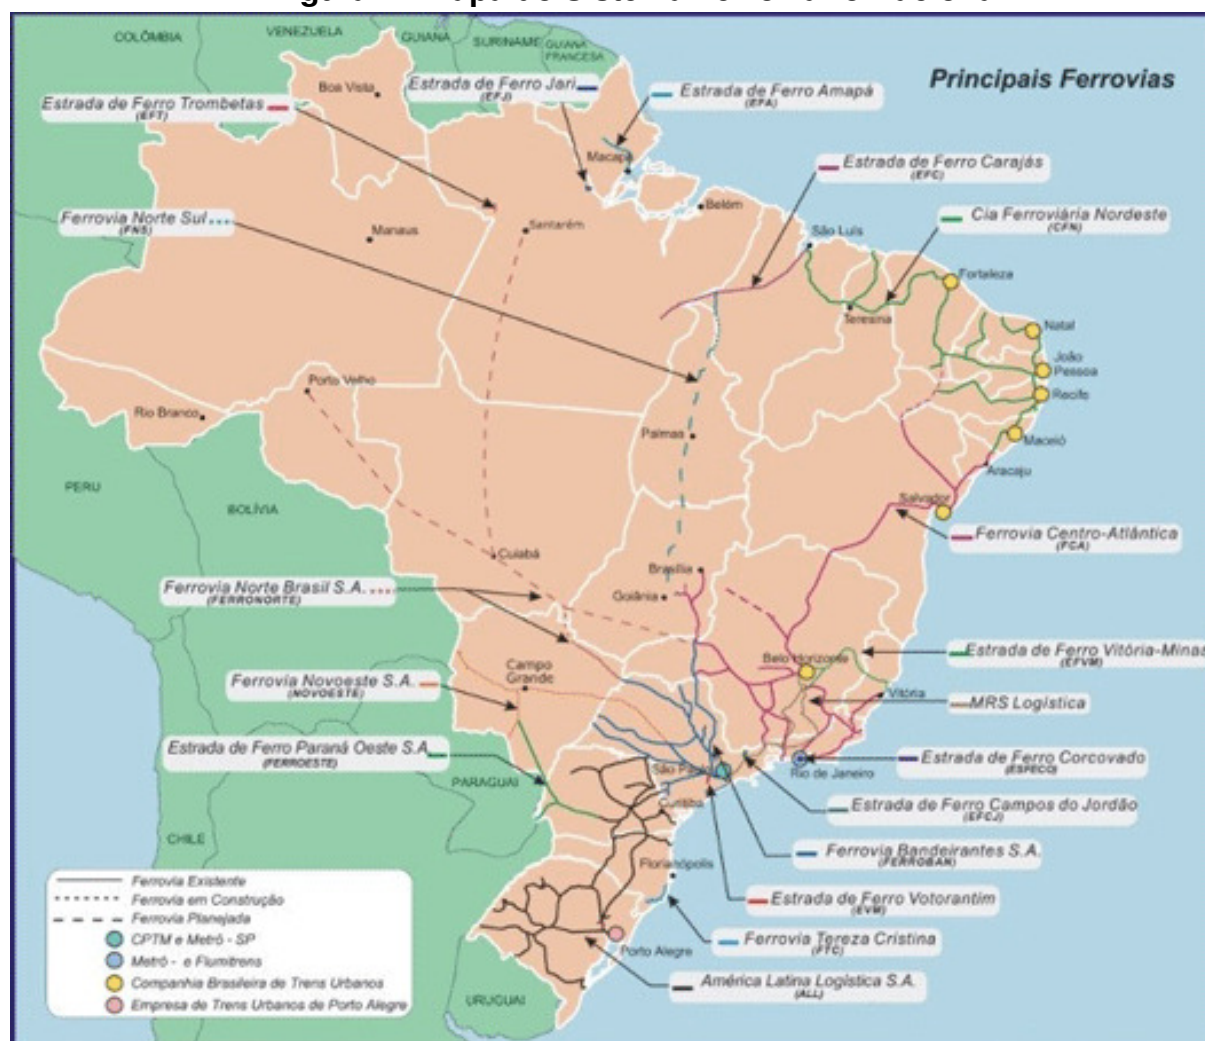 COLÔMBIA
VENEZUELA
GUIANA
SURINAME
GUIANA
FRANCESA
Principais Ferrovias
Boa Vista
Estrada de Ferro Jari
(EFJ)
Estrada de Ferro Amapá
(EFA)
Estrada de Ferro Trombetas
(EFT)
Macapá
Estrada de Ferro Carajás
(EFC)
Belém
Ferrovia Norte Sul
(FNS)
Cia Ferroviária Nordeste
(CFN)
Manaus
Santarém
São Luís
Fortaleza
Teresina
Natal
João
Pessoa
Porto Velho
Recife
Rio Branco
Palmas
Maceió
Aracaju
PERU
BOLÍVIA
Salvador
Ferrovia Centro-Atlântica
(FCA)
Cuiabá
Brasília
Goiânia
Ferrovia Norte Brasil S.A.
(FERRONORTE)
Belo Horizonte
Estrada de Ferro Vitória-Minas
(EFVM)
Campo
Grande
Ferrovia Novoeste S.A.
(NOVOESTE)
Vitória
MRS Logística
Estrada de Ferro Paraná Oeste S.A
(FERROESTE)
São Paulo
Rio de Janeiro
Estrada de Ferro Corcovado
(ESFECO)
PARAGUAI
Curitiba
Estrada de Ferro Campos do Jordão
(EFCJ)
CHILE
Ferrovia Bandeirantes S.A.
(FERROBAN)
Florianópolis
Estrada de Ferro Votorantim
(EVM)
Ferrovia Tereza Cristina
(FTC)
Porto Alegre
América Latina Logística S.A.
(ALL)
URUGUAI
Ferrovia Existente
Ferrovia em Construção
Ferrovia Planejada
CPTM e Metrô - SP
Metrô - e Flumitrens
Companhia Brasileira de Trens Urbanos
Empresa de Trens Urbanos de Porto Alegre